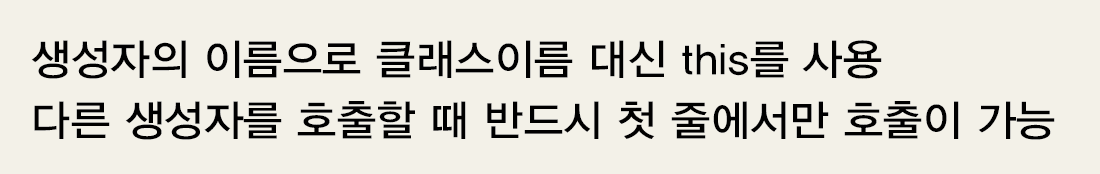 생성자의 이름으로 클래스이름 대신 this를 사용
다른 생성자를 호출할 때 반드시 첫 줄에서만 호출이 가능